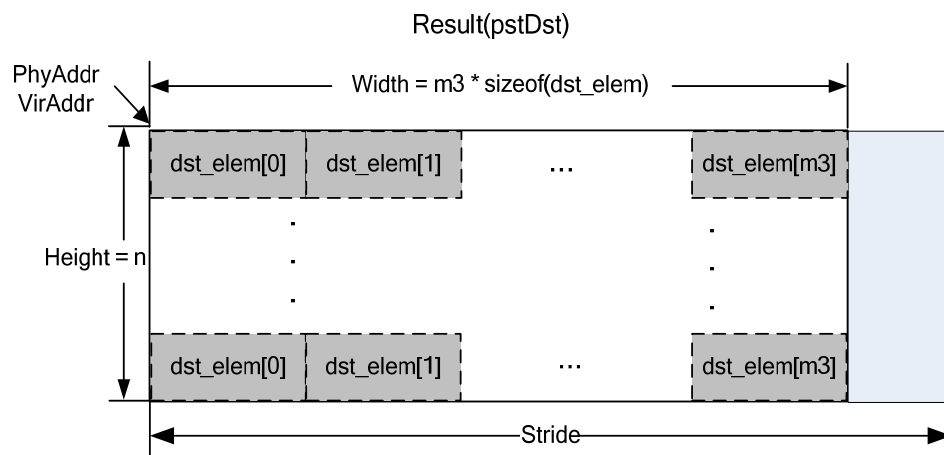 Result(pstDst)
PhyAddr
VirAddr
Width = m3 * sizeof(dst_elem)
dst_elem[0] dst_elem[1] ... dst_elem[m3]
Height = n
dst_elem[0] dst_elem[1] ... dst_elem[m3]
Stride